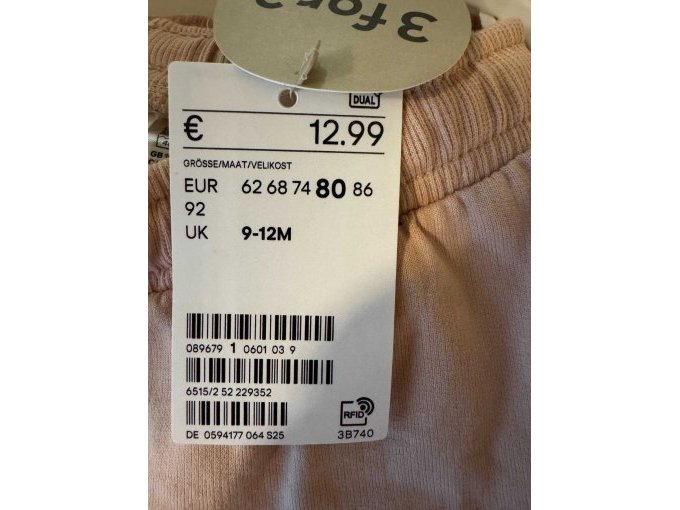 3 for
DUAL
€ 12.99
GRÖSSE/MAAT/VELIKOST
EUR 62 68 74 80 86
92
UK 9-12M
089679 1 0601 03 9
6515/2 52 229352
RFID
DE 0594177 064 S25
3B740